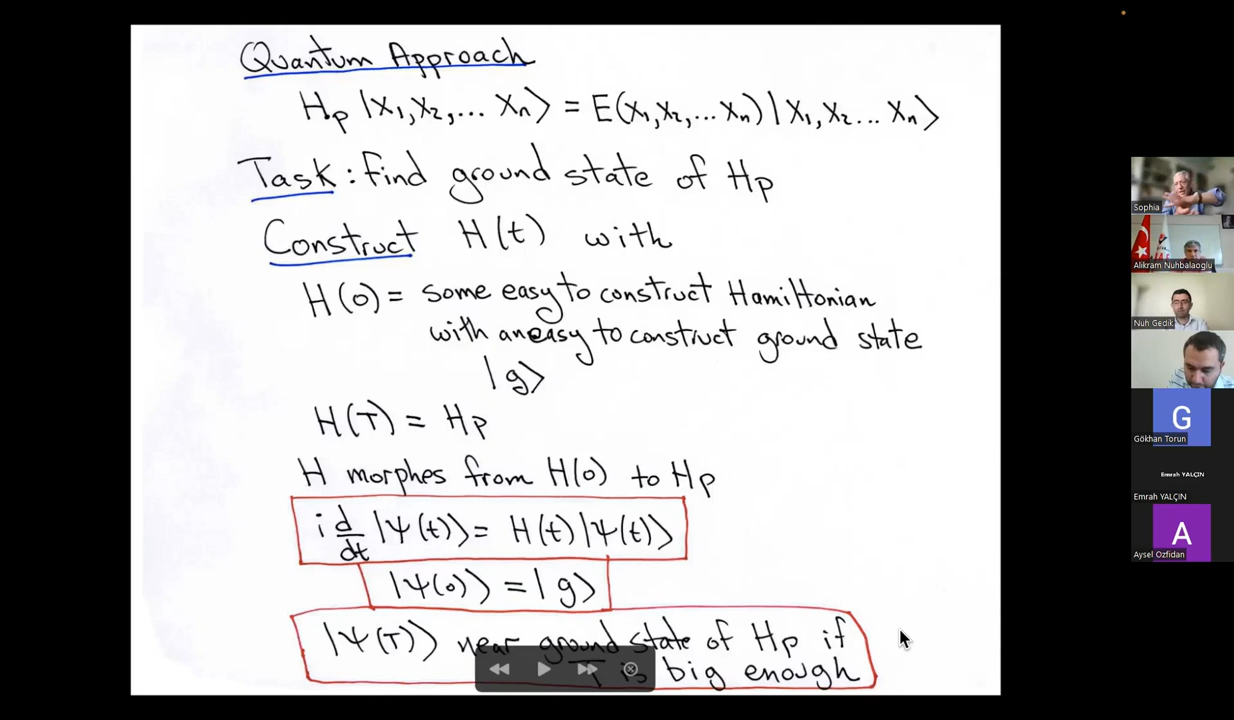 Quantum Approach
Hp |x₁,x₂,... xₙ⟩ = E(x₁,x₂,...xₙ)|x₁,x₂...xₙ⟩
Task: find ground state of Hp
Construct H(t) with
H(0) = some easy to construct Hamiltonian
with an easy to construct ground state
|g⟩
H(T) = Hp
H morphes from H(0) to Hp
i d/dt |Ψ(t)⟩ = H(t)|Ψ(t)⟩
|Ψ(0)⟩ = |g⟩
|Ψ(T)⟩ near ground state of Hp if
T is big enough
Sophia
Alikram Nuhbalaoglu
Nuh Gedik
G
Gökhan Torun
Emrah YALÇIN
Emrah YALÇIN
A
Aysel Ozfidan